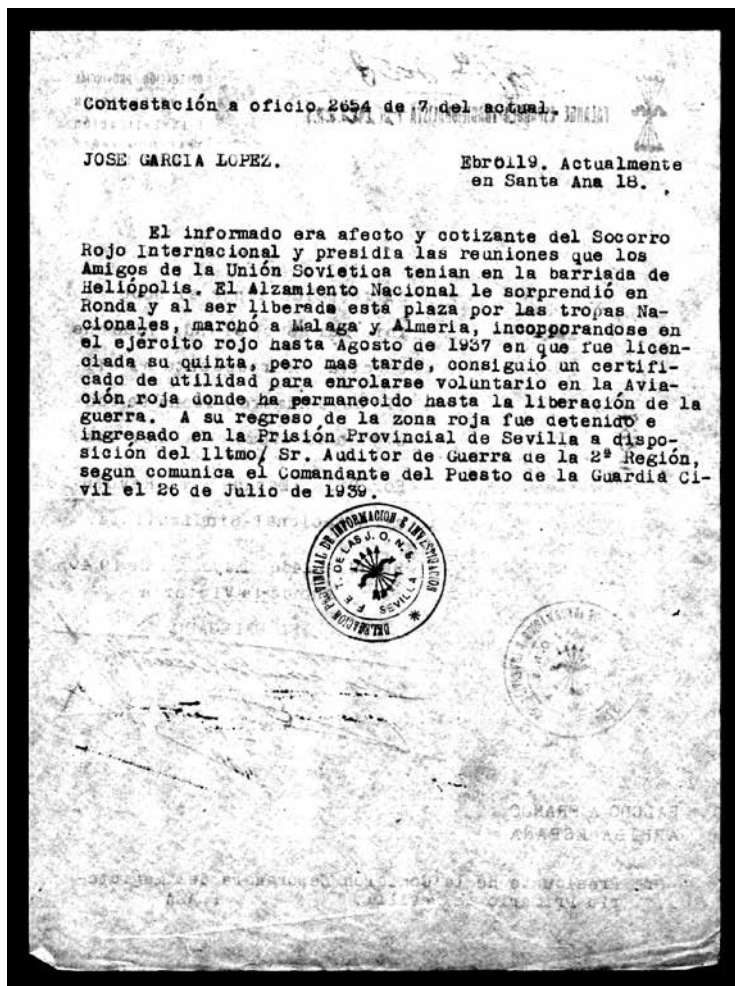 Contestación a oficio 2654 de 7 del actual.
JOSE GARCIA LOPEZ.
Ebro119. Actualmente
en Santa Ana 18.
El informado era afecto y cotizante del Socorro
Rojo Internacional y presidia las reuniones que los
Amigos de la Unión Sovietica tenian en la barriada de
Heliópolis. El Alzamiento Nacional le sorprendió en
Ronda y al ser liberada está plaza por las tropas Na-
cionales, marchó a Malaga y Almeria, incopporandose en
el ejército rojo hasta Agosto de 1937 en que fue licen-
ciada su quinta, pero mas tarde, consiguió un certifi-
cado de utilidad para enrolarse voluntario en la Avia-
ción roja donde ha permanecido hasta la liberación de la
guerra. A su regreso de la zona roja fue detenido e
ingresado en la Prisión Provincial de Sevilla a dispo-
sición del Iltmo/ Sr. Auditor de Guerra de la 2ª Región,
segun comunica el Comandante del Puesto de la Guardia Ci-
vil el 26 de Julio de 1939.
DELEGACION PROVINCIAL DE INFORMACION E INVESTIGACION
F. E. T. DE LAS J. O. N. S.
SEVILLA
SALUDO A FRANCO
ARRIBA ESPAÑA